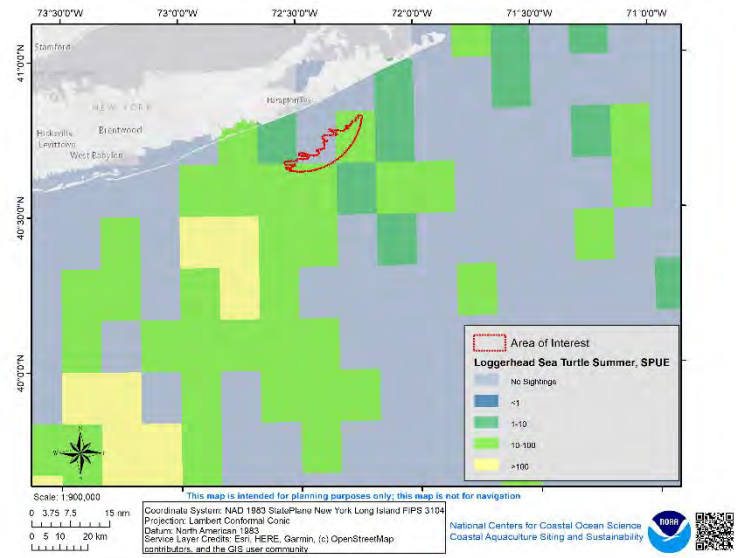 73°30'0"W 73°0'0"W 72°30'0"W 72°0'0"W 71°30'0"W 71°0'0"W
41°0'0"N
40°30'0"N
40°0'0"N
Stamford
NEW YORK
Hampton Bay
Hicksville
Brentwood
Levittown
West Babylon
Area of Interest
Loggerhead Sea Turtle Summer, SPUE
No Sightings
<1
1-10
10-100
>100
N
W
S
Scale: 1:900,000
0 3.75 7.5 15 nm
0 5 10 20 km
This map is intended for planning purposes only; this map is not for navigation
Coordinate System: NAD 1983 StatePlane New York Long Island FIPS 3104
Projection: Lambert Conformal Conic
Datum: North American 1983
Service Layer Credits: Esri, HERE, Garmin, (c) OpenStreetMap
contributors, and the GIS user community
National Centers for Coastal Ocean Science
Coastal Aquaculture Siting and Sustainability
NOAA